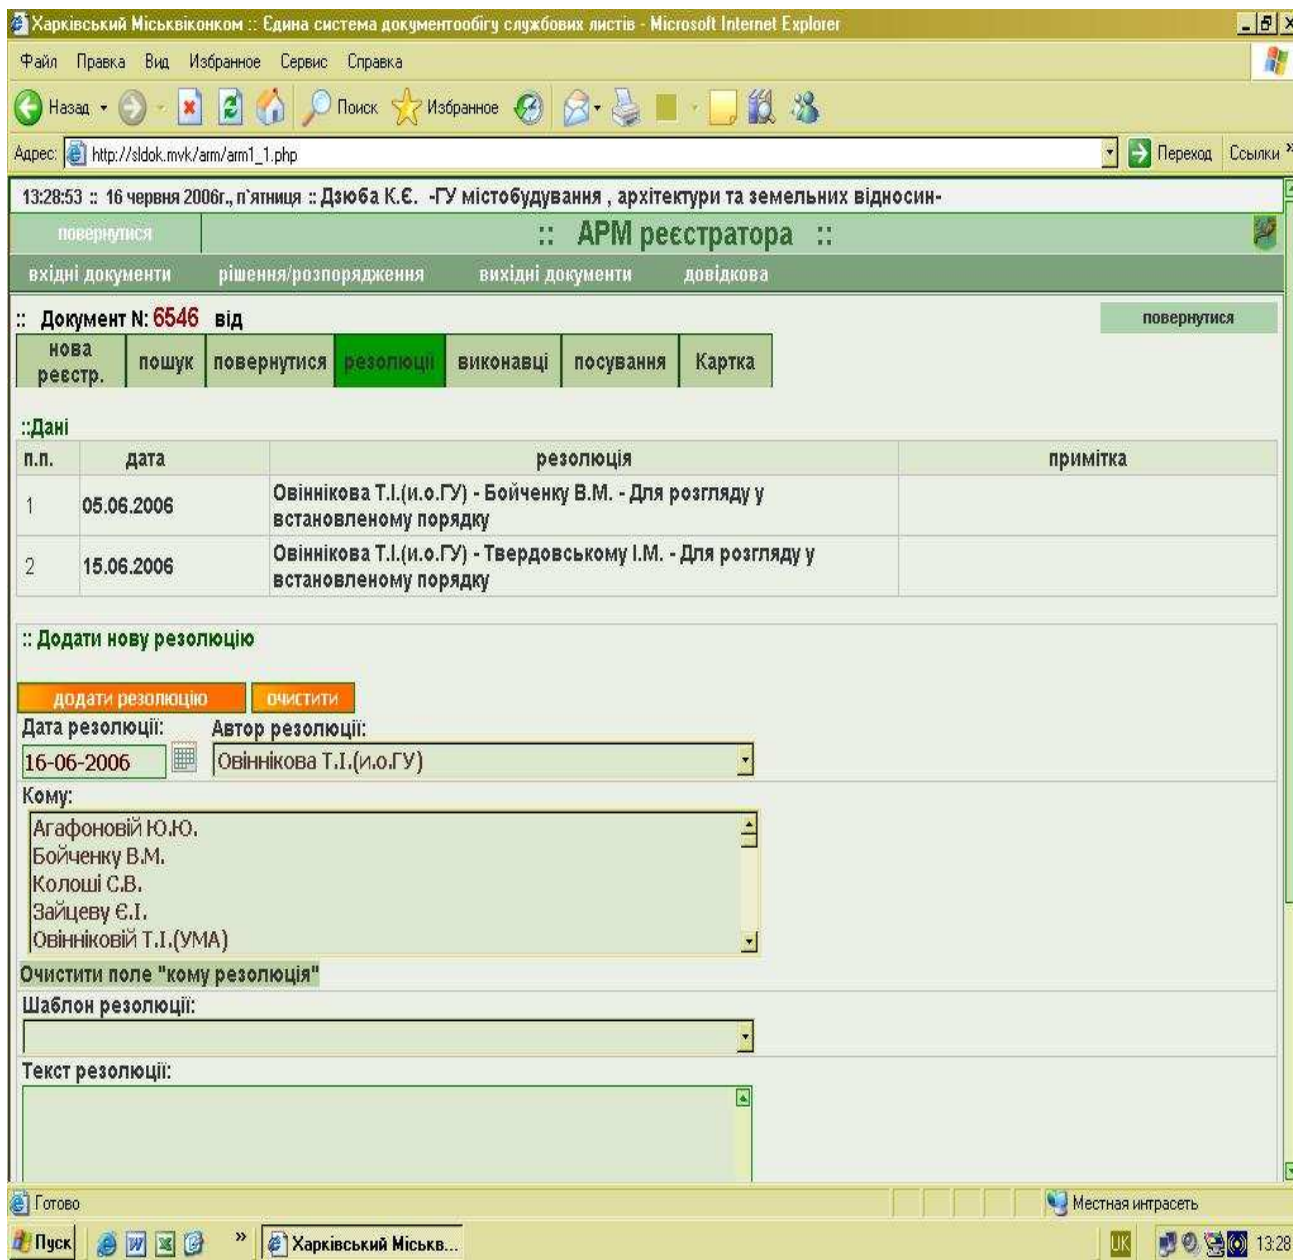 Харківський Міськвіконком :: Єдина система документообігу службових листів - Microsoft Internet Explorer
Файл Правка Вид Избранное Сервис Справка
Назад Поиск Избранное
Адрес: http://sldok.mvk/arm/arm1_1.php Переход Ссылки »
13:28:53 :: 16 червня 2006г., п`ятниця :: Дзюба К.Є. -ГУ містобудування , архітектури та земельних відносин-
повернутися :: АРМ реєстратора ::
вхідні документи рішення/розпорядження вихідні документи довідкова
:: Документ N: 6546 від повернутися
нова реєстр. пошук повернутися резолюції виконавці посування Картка
::Дані
п.п. дата резолюція примітка
1 05.06.2006 Овіннікова Т.І.(и.о.ГУ) - Бойченку В.М. - Для розгляду у
встановленому порядку
2 15.06.2006 Овіннікова Т.І.(и.о.ГУ) - Твердовському І.М. - Для розгляду у
встановленому порядку
:: Додати нову резолюцію
додати резолюцію очистити
Дата резолюції: Автор резолюції:
16-06-2006 Овіннікова Т.І.(и.о.ГУ)
Кому:
Агафоновій Ю.Ю.
Бойченку В.М.
Колоші С.В.
Зайцеву Є.І.
Овінніковій Т.І.(УМА)
Очистити поле "кому резолюція"
Шаблон резолюції:
Текст резолюції:
Готово Местная интрасеть
Пуск » Харківський Міськв... UK 13:28